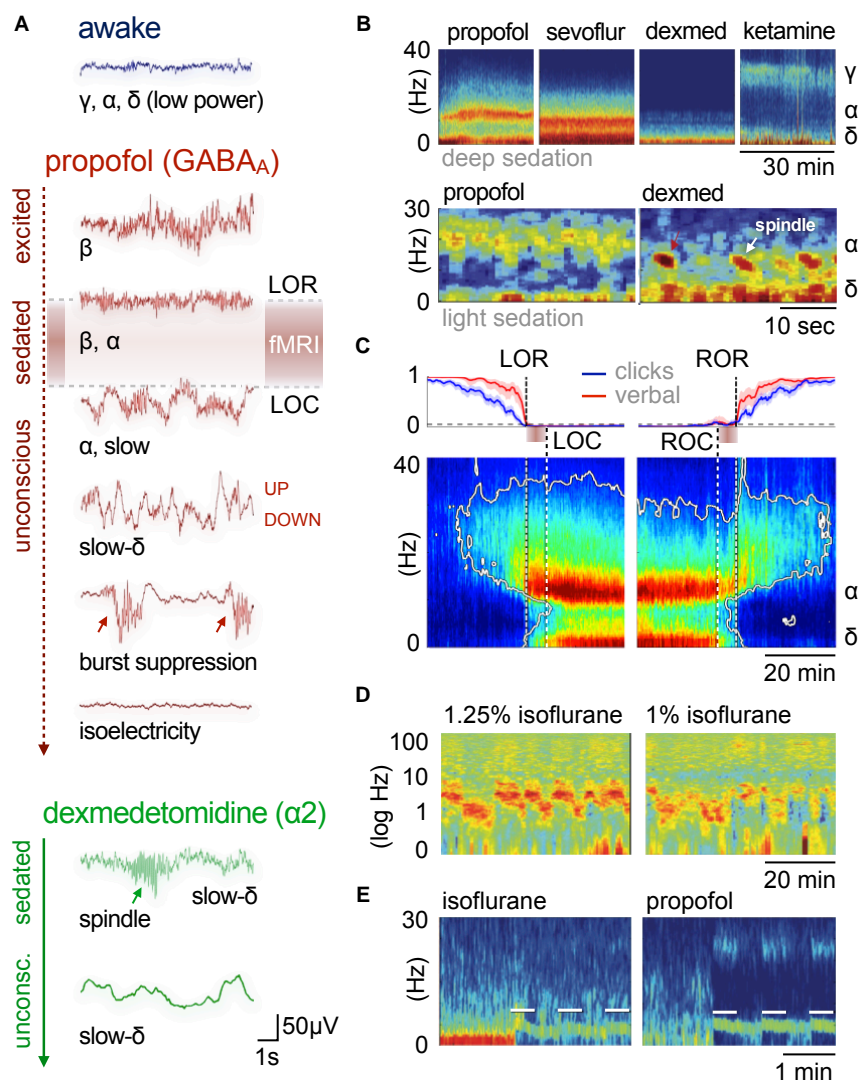 A
awake
γ, α, δ (low power)
propofol (GABAA)
excited
β
LOR
sedated
β, α
fMRI
LOC
unconscious
α, slow
UP
DOWN
slow-δ
burst suppression
isoelectricity
dexmedetomidine (α2)
sedated
spindle
slow-δ
unconsc.
slow-δ
50µV
1s
B
propofol sevoflur dexmed ketamine
40
(Hz)
0
γ
α
δ
deep sedation
30 min
propofol dexmed
30
(Hz)
0
spindle
α
δ
light sedation
10 sec
C
LOR ROR
clicks
verbal
1
0
LOC ROC
40
(Hz)
0
α
δ
20 min
D
1.25% isoflurane 1% isoflurane
100
10
1
0
(log Hz)
20 min
E
isoflurane propofol
30
(Hz)
0
1 min